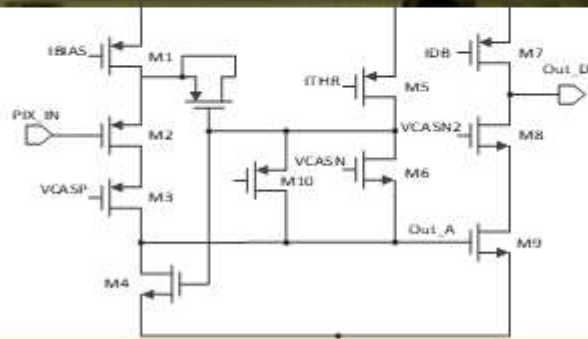 IBIAS
M1
IDB
M7
Out_D
ITHR
M5
PIX_IN
M2
VCASN2
M8
VCASN
M10
M6
VCASP
M3
Out_A
M9
M4